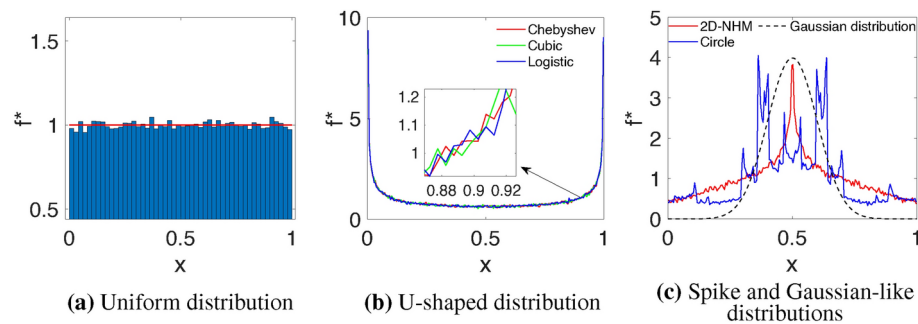 1.5
f*
1
0.5
0
0.5
1
x
(a) Uniform distribution
10
f*
5
0
Chebyshev
Cubic
Logistic
1.2
1.1
1
0.88
0.9
0.92
0
0.5
1
x
(b) U-shaped distribution
5
4
3
f*
2
1
0
2D-NHM
Gaussian distribution
Circle
0
0.5
1
x
(c) Spike and Gaussian-like
distributions